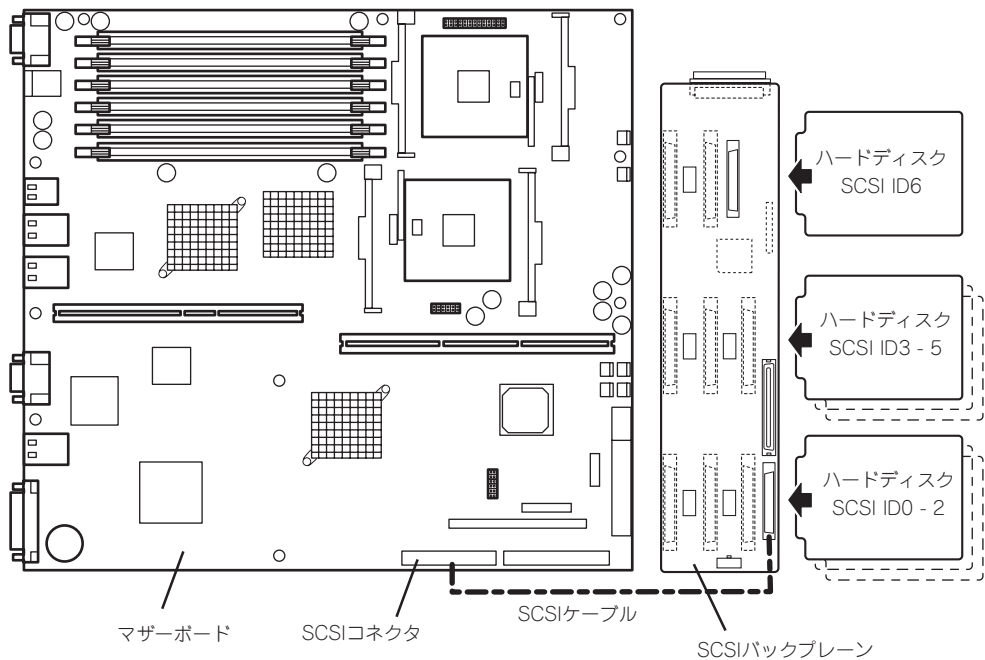 ハードディスク
SCSI ID6
ハードディスク
SCSI ID3 - 5
ハードディスク
SCSI ID0 - 2
SCSIケーブル
マザーボード
SCSIコネクタ
SCSIバックプレーン